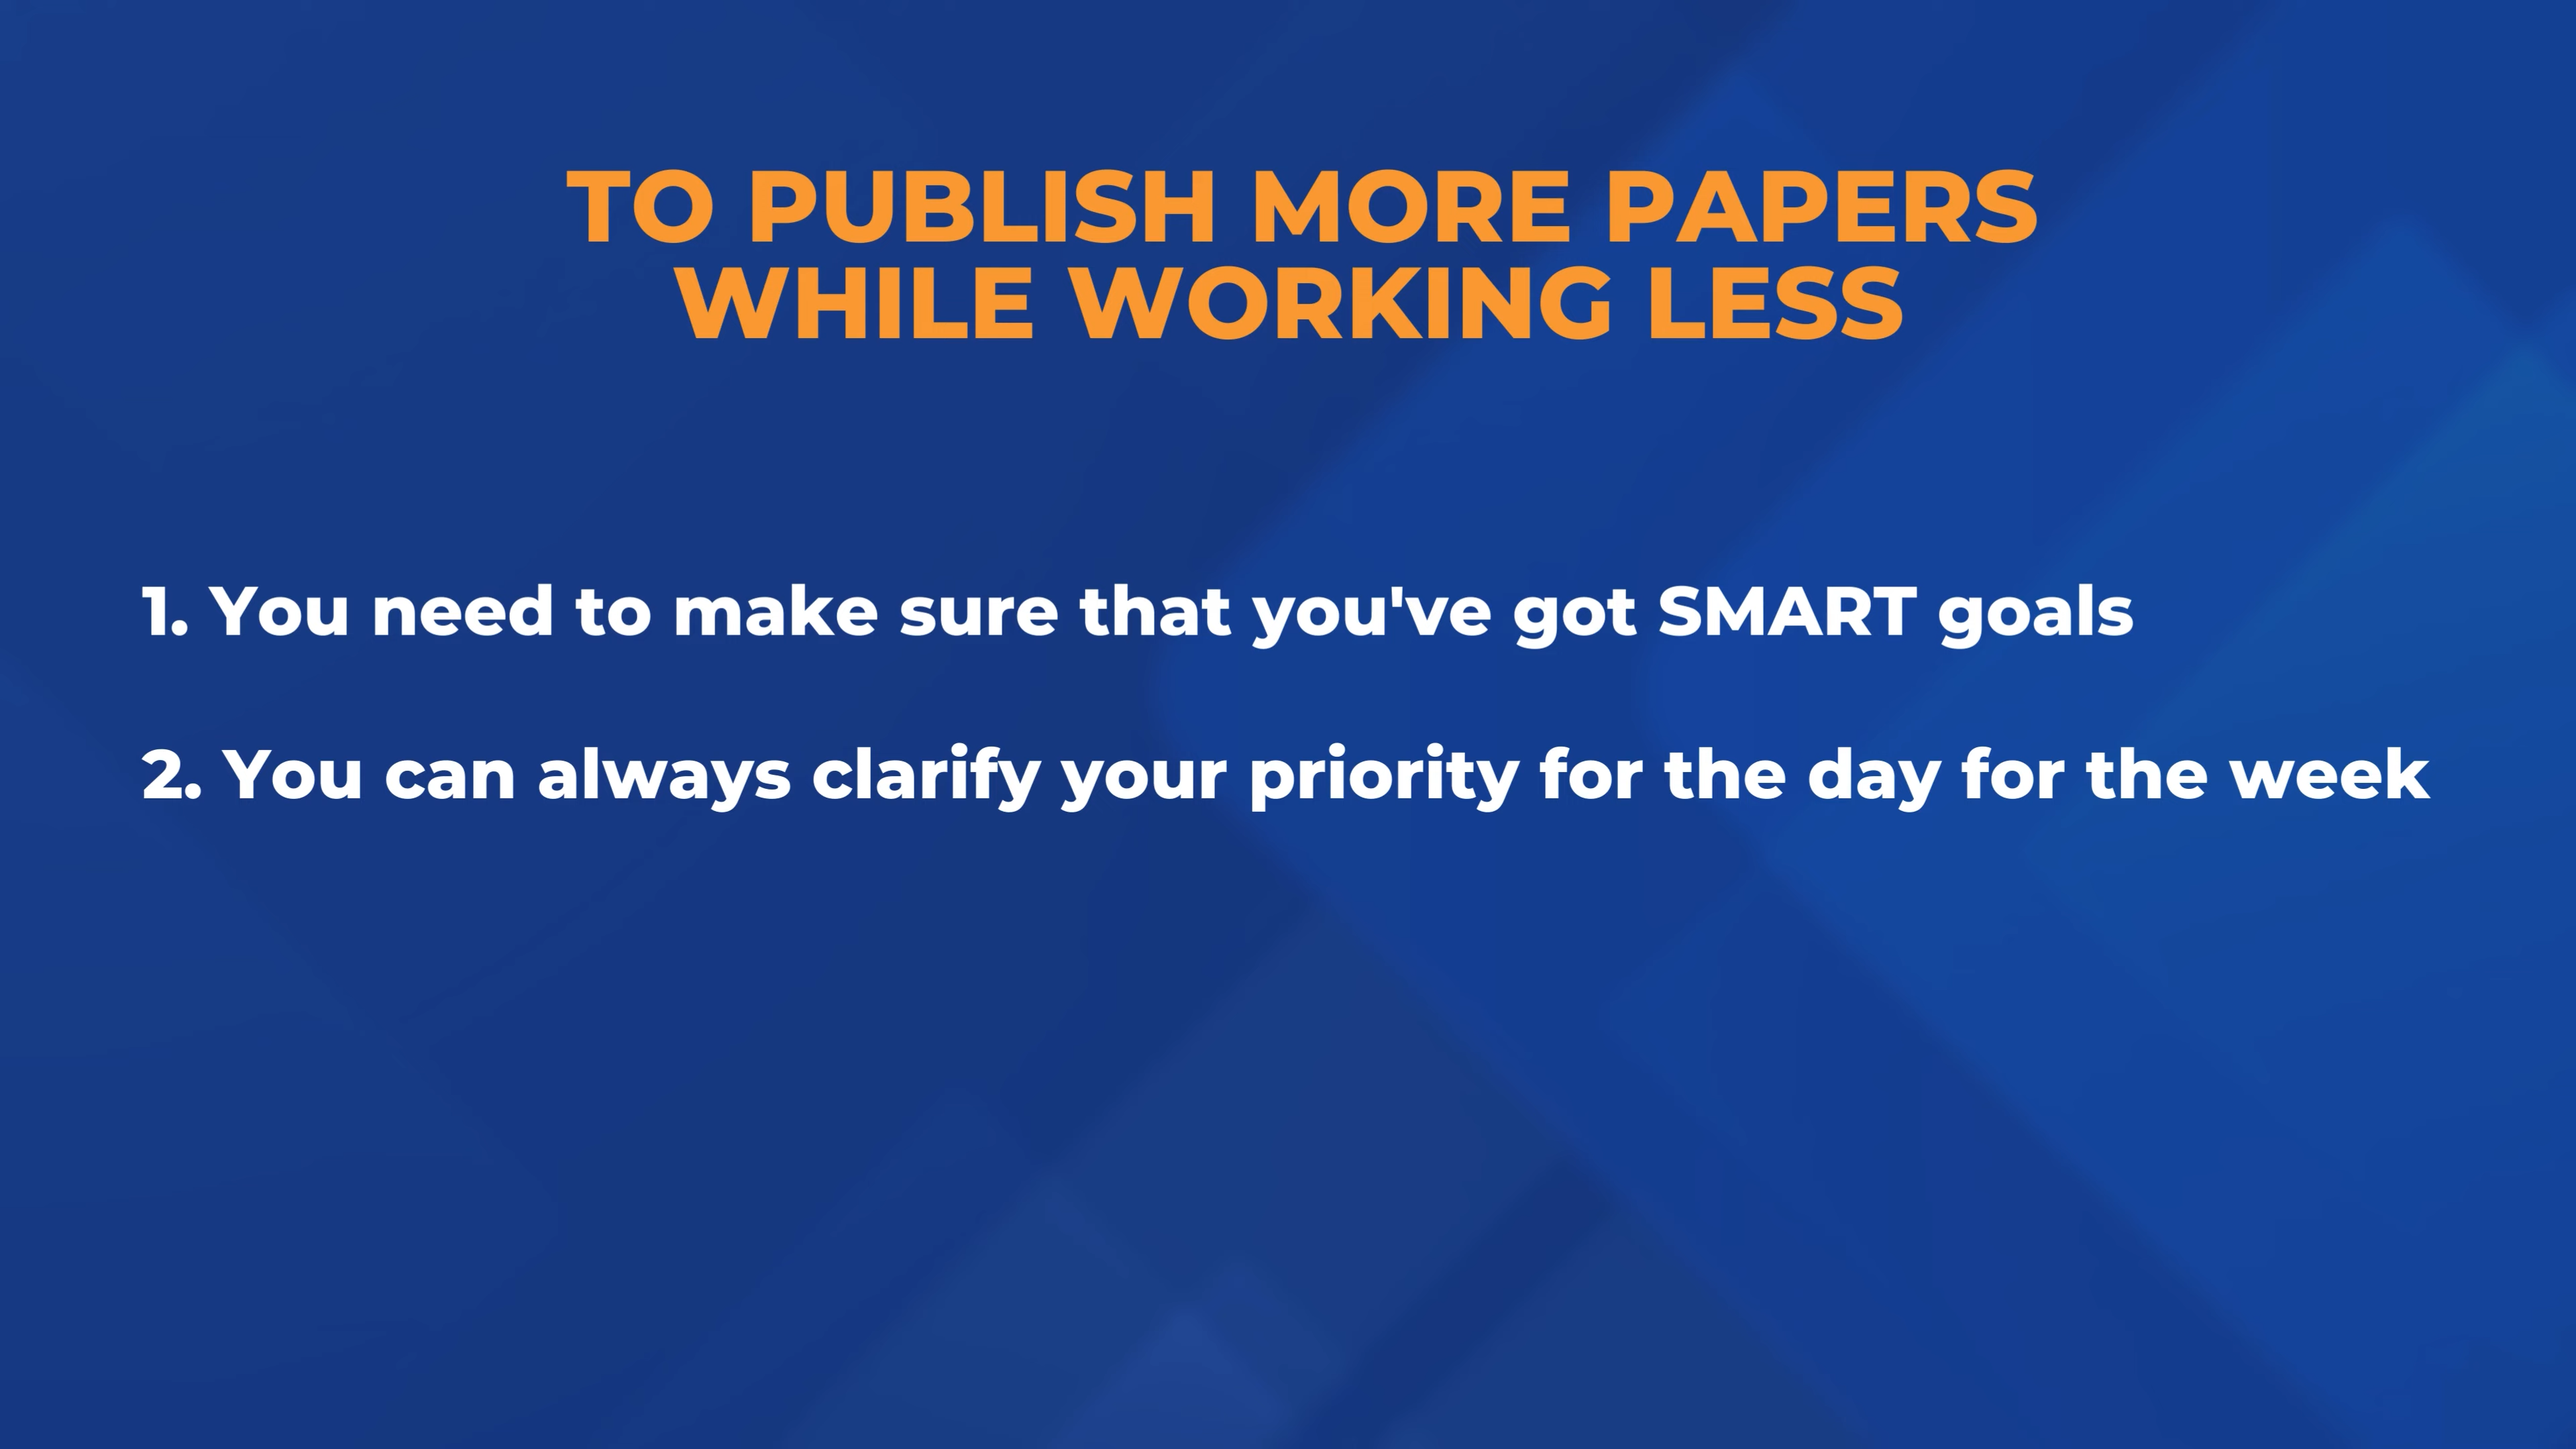 TO PUBLISH MORE PAPERS
WHILE WORKING LESS
1. You need to make sure that you've got SMART goals
2. You can always clarify your priority for the day for the week